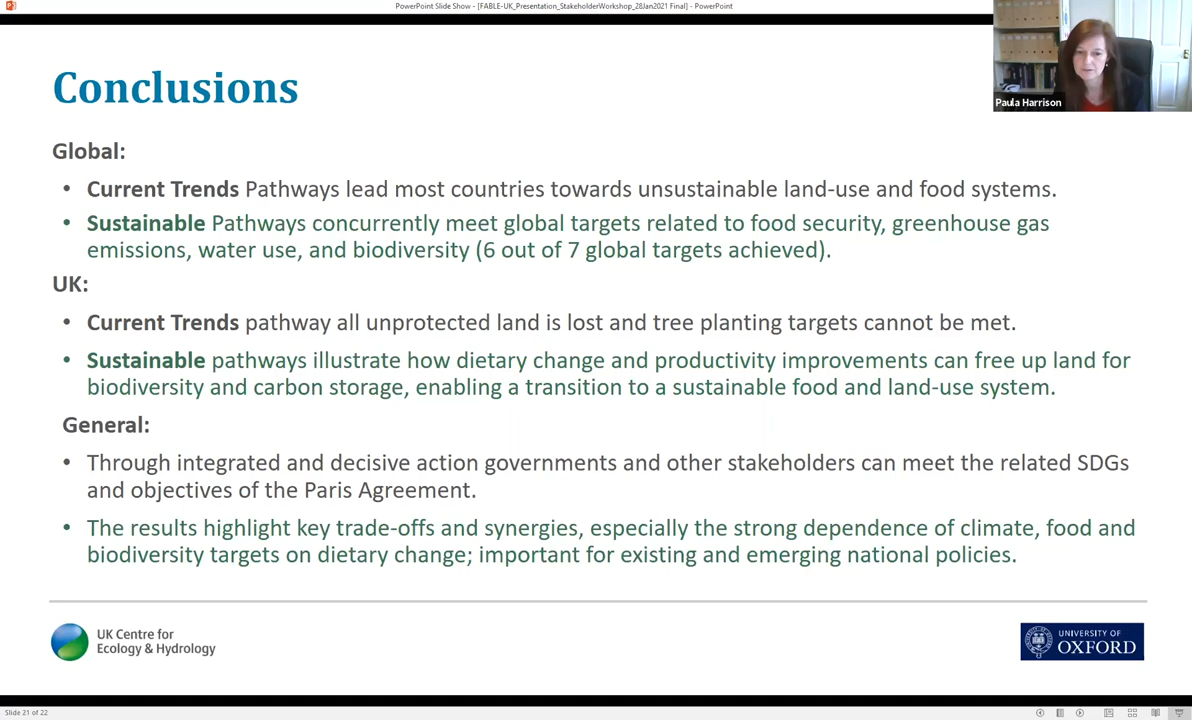 PowerPoint Slide Show - [FABLE-UK_Presentation_StakeholderWorkshop_28Jan2021 Final] - PowerPoint
Paula Harrison
Conclusions
Global:
• Current Trends Pathways lead most countries towards unsustainable land-use and food systems.
• Sustainable Pathways concurrently meet global targets related to food security, greenhouse gas
emissions, water use, and biodiversity (6 out of 7 global targets achieved).
UK:
• Current Trends pathway all unprotected land is lost and tree planting targets cannot be met.
• Sustainable pathways illustrate how dietary change and productivity improvements can free up land for
biodiversity and carbon storage, enabling a transition to a sustainable food and land-use system.
General:
• Through integrated and decisive action governments and other stakeholders can meet the related SDGs
and objectives of the Paris Agreement.
• The results highlight key trade-offs and synergies, especially the strong dependence of climate, food and
biodiversity targets on dietary change; important for existing and emerging national policies.
UK Centre for
Ecology & Hydrology
UNIVERSITY OF
OXFORD
Slide 21 of 22